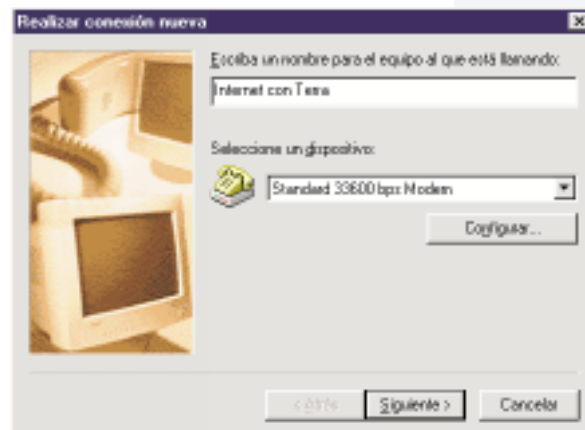 Realizar conexión nueva
Escriba un nombre para el equipo al que está llamando:
Internet con Terra
Seleccione un dispositivo:
Standard 33600 bps Modem
Configurar...
< Atrás
Siguiente >
Cancelar